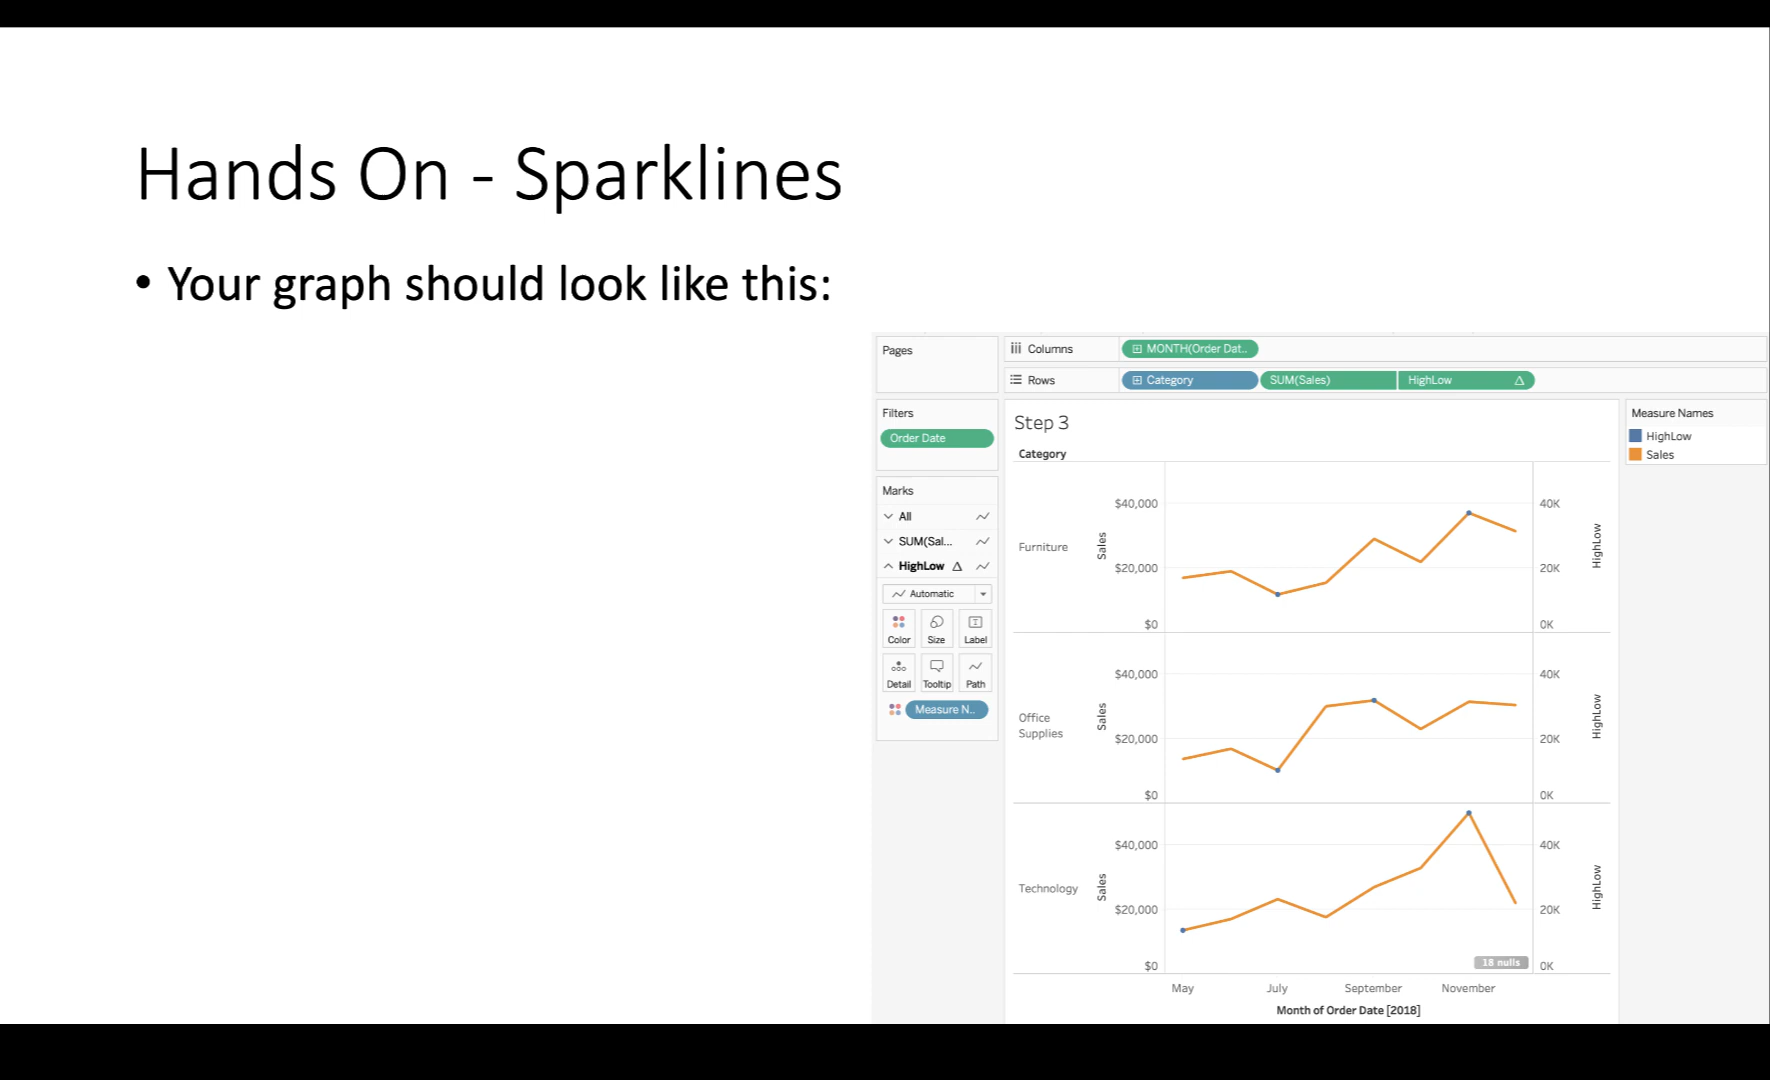 Hands On - Sparklines
• Your graph should look like this:
Pages
Columns
MONTH(Order Dat..
Rows
Category
SUM(Sales)
HighLow
Filters
Order Date
Marks
All
SUM(Sal...
HighLow
Automatic
Color
Size
Label
Detail
Tooltip
Path
Measure N..
Step 3
Category
Furniture
Sales
$40,000
$20,000
$0
40K
20K
0K
HighLow
Office
Supplies
Sales
$40,000
$20,000
$0
40K
20K
0K
HighLow
Technology
Sales
$40,000
$20,000
$0
40K
20K
0K
HighLow
18 nulls
May
July
September
November
Month of Order Date [2018]
Measure Names
HighLow
Sales